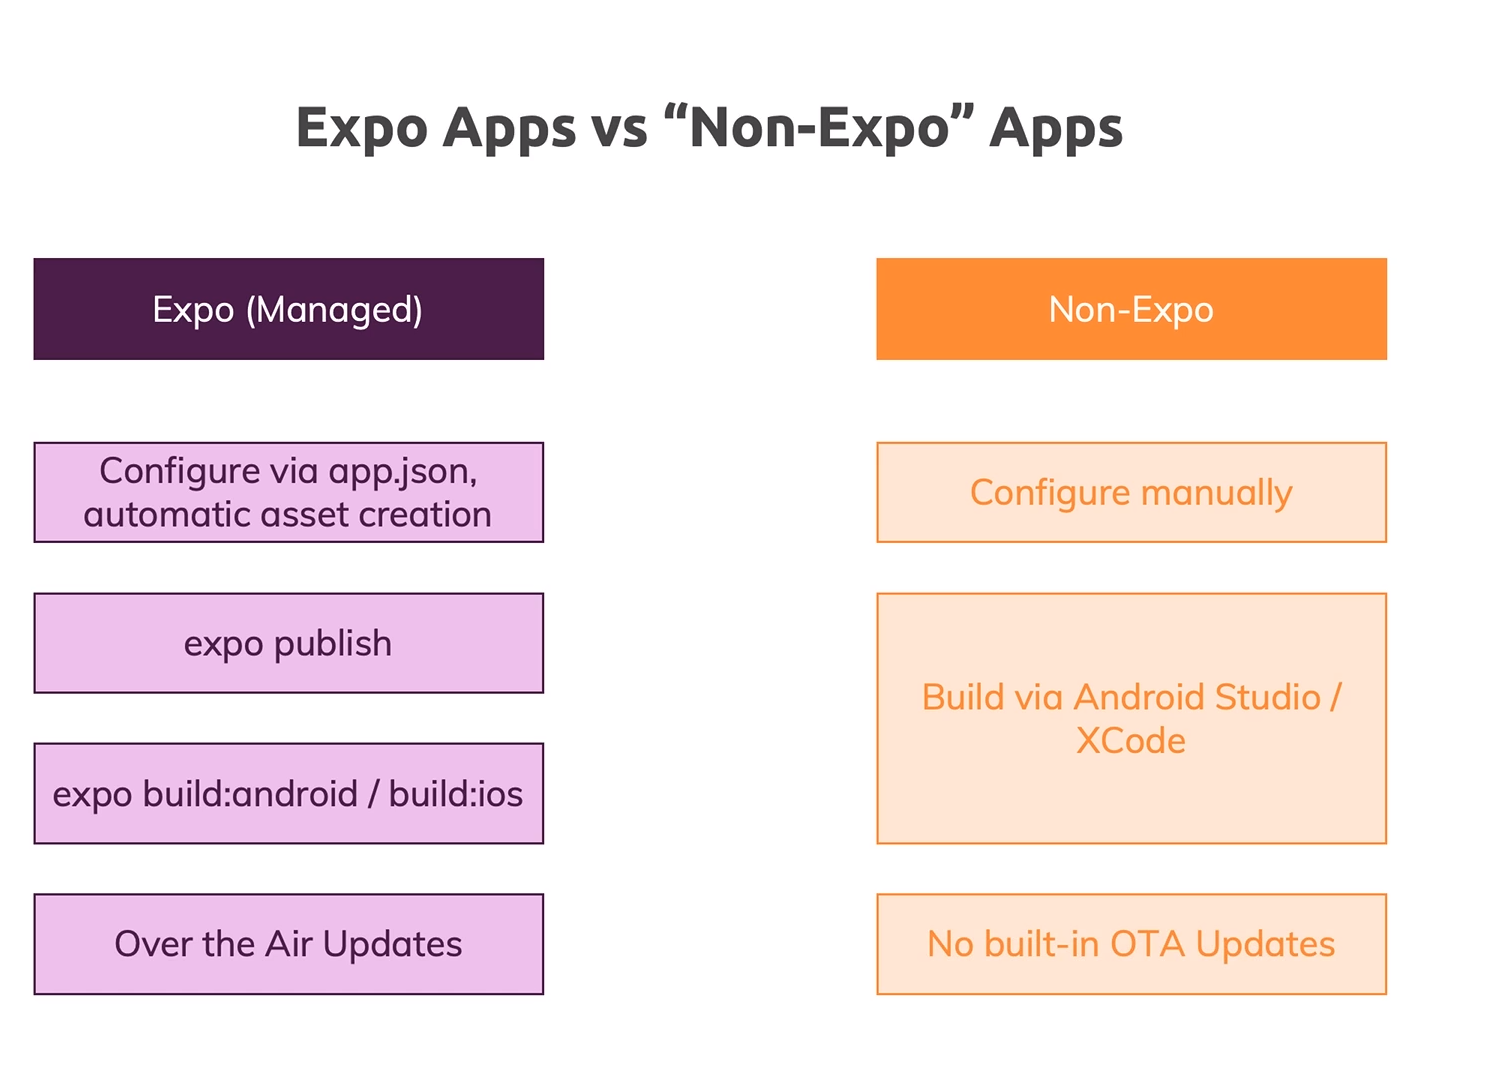 Expo Apps vs “Non-Expo” Apps
Expo (Managed)
Non-Expo
Configure via app.json,
automatic asset creation
Configure manually
expo publish
Build via Android Studio /
XCode
expo build:android / build:ios
Over the Air Updates
No built-in OTA Updates